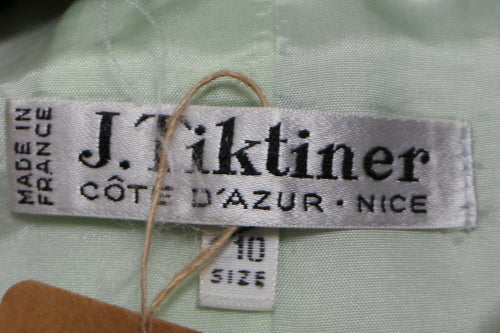 MADE IN
FRANCE
J. Tiktiner
CÔTE D'AZUR · NICE
10
SIZE